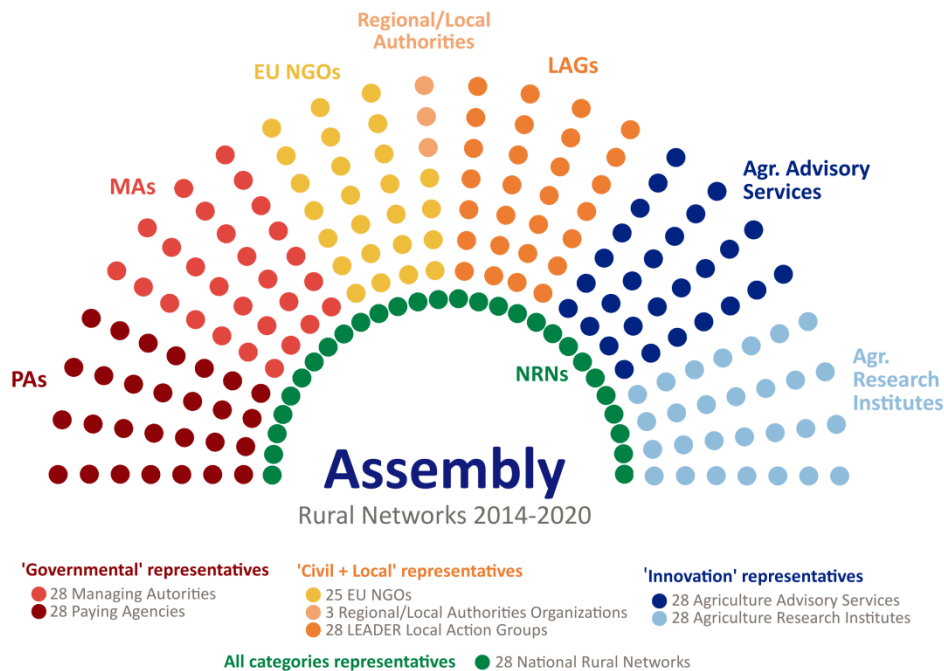 Regional/Local
Authorities
EU NGOs
LAGs
MAs
Agr. Advisory
Services
PAs
NRNs
Agr.
Research
Institutes
Assembly
Rural Networks 2014-2020
'Governmental' representatives
28 Managing Autorities
28 Paying Agencies
'Civil + Local' representatives
25 EU NGOs
3 Regional/Local Authorities Organizations
28 LEADER Local Action Groups
'Innovation' representatives
28 Agriculture Advisory Services
28 Agriculture Research Institutes
All categories representatives 28 National Rural Networks